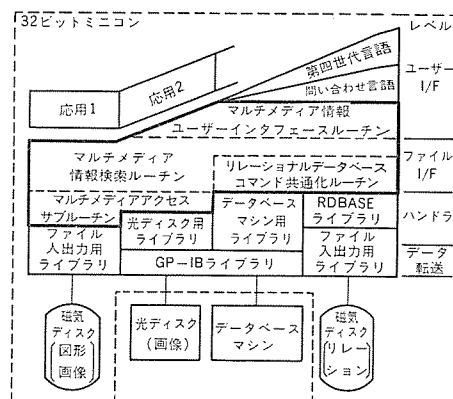 32ビットミニコン
レベル
第四世代言語
問い合わせ言語
ユーザー
I/F
応用1
応用2
マルチメディア情報
ユーザーインタフェースルーチン
マルチメディア
情報検索ルーチン
リレーショナルデータベース
コマンド共通化ルーチン
ファイル
I/F
マルチメディアアクセス
サブルーチン
光ディスク用
ライブラリ
データベース
マシン用
ライブラリ
RDBASE
ライブラリ
ハンドラ
ファイル
入出力用
ライブラリ
GP-IBライブラリ
ファイル
入出力用
ライブラリ
データ
転送
磁気
ディスク
図形
画像
光ディスク
(画像)
データベース
マシン
磁気
ディスク
リレー
ション